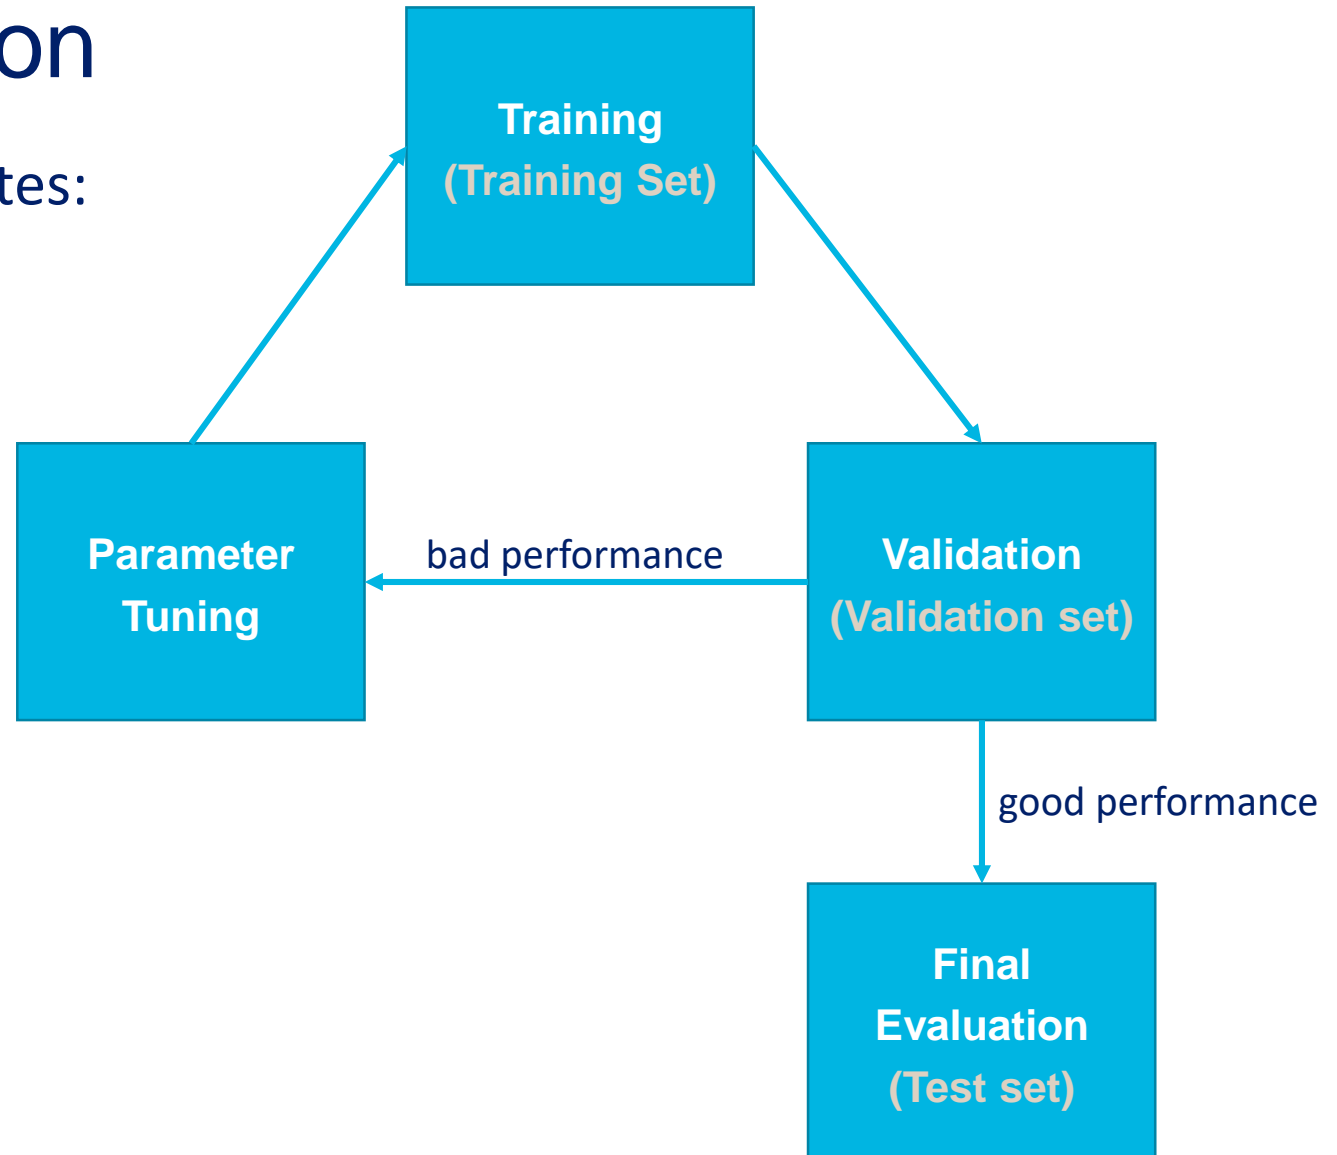 on
tes:
Training
(Training Set)
Parameter
Tuning
bad performance
Validation
(Validation set)
good performance
Final
Evaluation
(Test set)